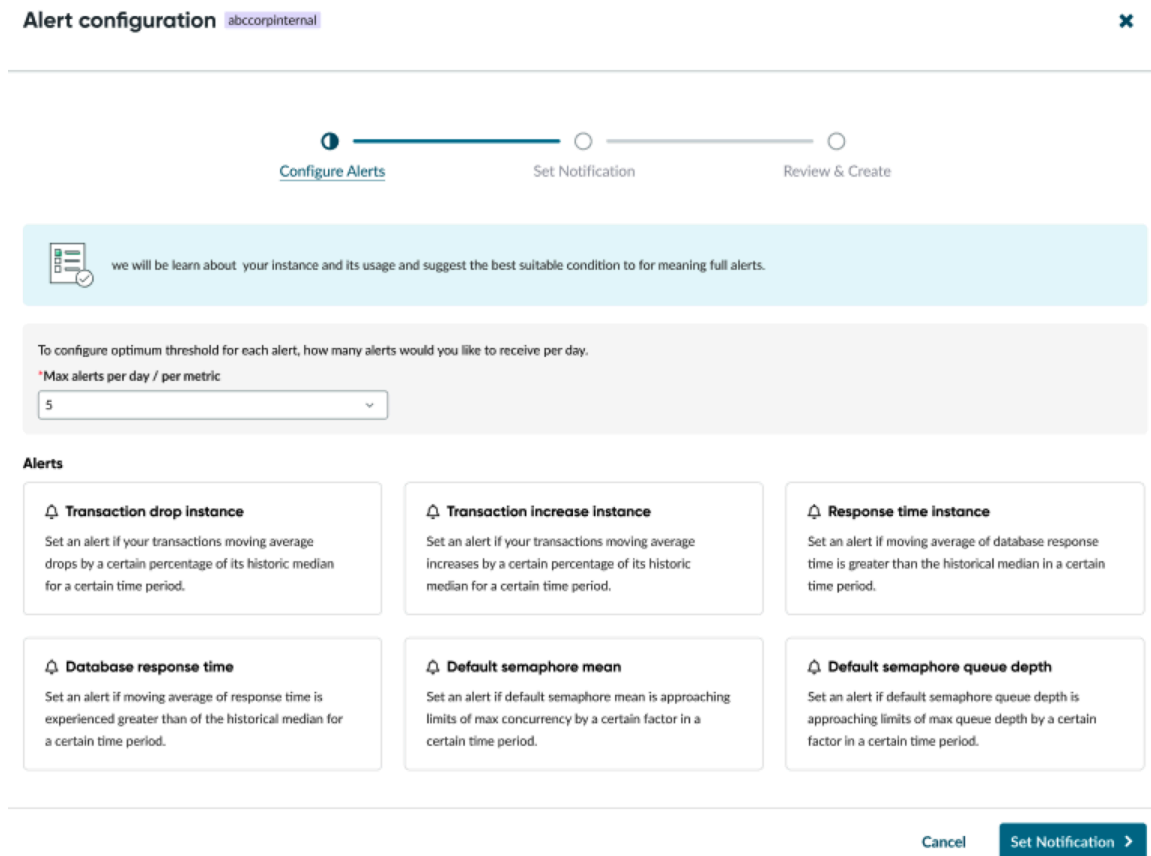 Alert configuration abccorpinternal
Configure Alerts
Set Notification
Review & Create
we will be learn about your instance and its usage and suggest the best suitable condition to for meaning full alerts.
To configure optimum threshold for each alert, how many alerts would you like to receive per day.
*Max alerts per day / per metric
5
Alerts
Transaction drop instance
Set an alert if your transactions moving average
drops by a certain percentage of its historic median
for a certain time period.
Transaction increase instance
Set an alert if your transactions moving average
increases by a certain percentage of its historic
median for a certain time period.
Response time instance
Set an alert if moving average of database response
time is greater than the historical median in a certain
time period.
Database response time
Set an alert if moving average of response time is
experienced greater than of the historical median for
a certain time period.
Default semaphore mean
Set an alert if default semaphore mean is approaching
limits of max concurrency by a certain factor in a
certain time period.
Default semaphore queue depth
Set an alert if default semaphore queue depth is
approaching limits of max queue depth by a certain
factor in a certain time period.
Cancel
Set Notification